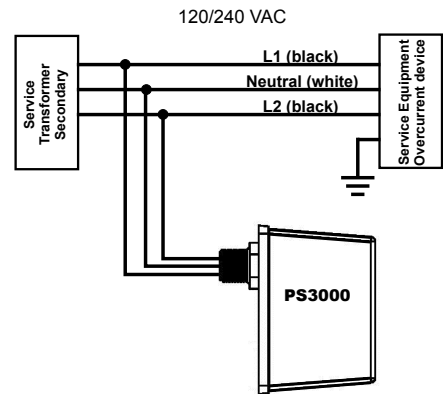 120/240 VAC
L1 (black)
Neutral (white)
L2 (black)
Service
Transformer
Secondary
Service Equipment
Overcurrent device
PS3000